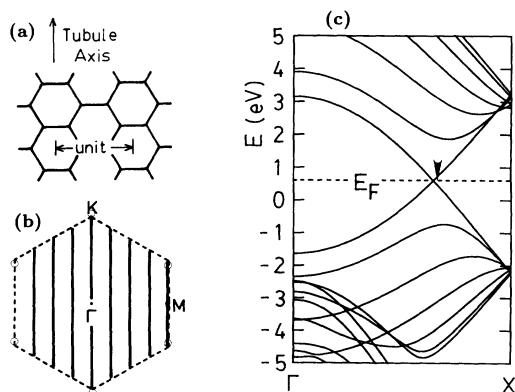 (a)
Tubule
Axis
unit
(b)
K
Γ
M
(c)
E (eV)
5
4
3
2
1
0
-1
-2
-3
-4
-5
E_F
Γ
X